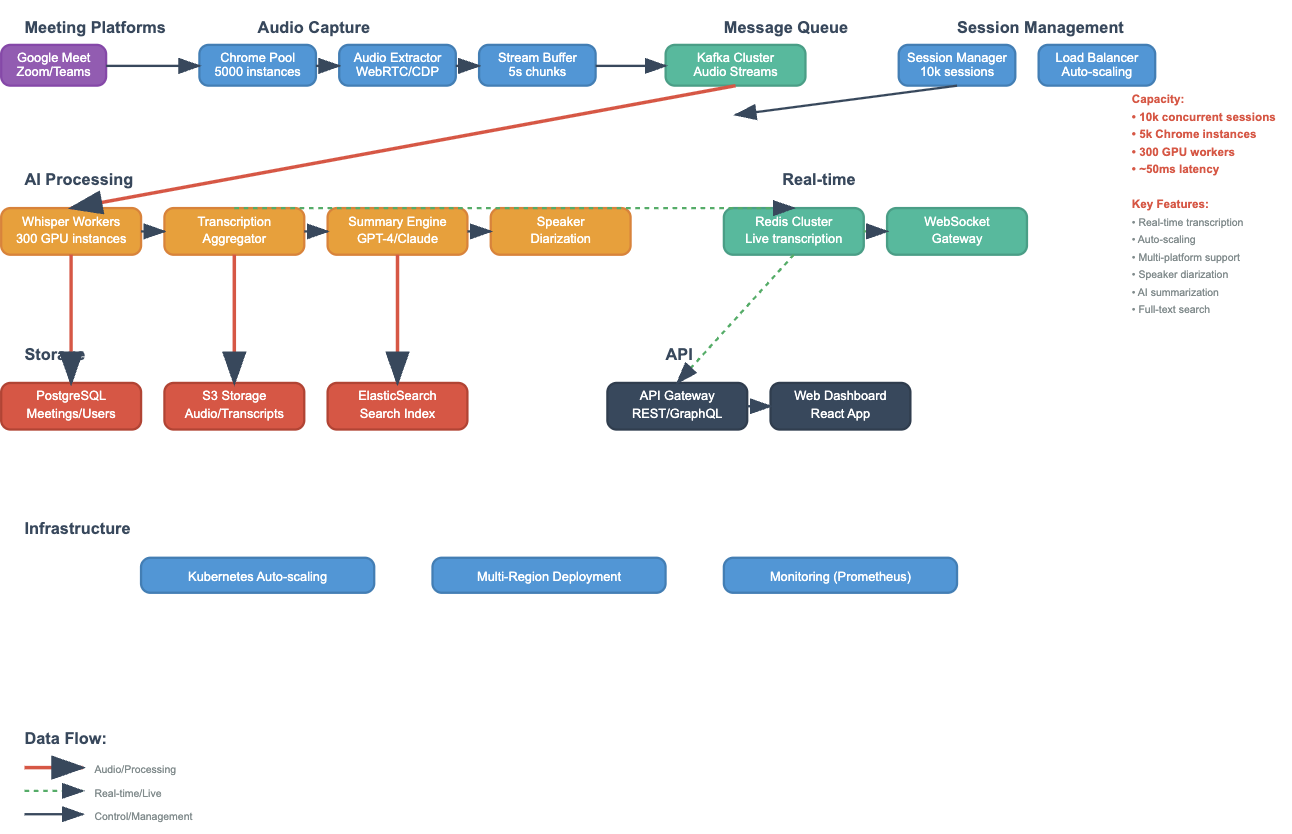 Meeting Platforms
Audio Capture
Message Queue
Session Management
Google Meet
Zoom/Teams
Chrome Pool
5000 instances
Audio Extractor
WebRTC/CDP
Stream Buffer
5s chunks
Kafka Cluster
Audio Streams
Session Manager
10k sessions
Load Balancer
Auto-scaling
Capacity:
• 10k concurrent sessions
• 5k Chrome instances
• 300 GPU workers
• ~50ms latency
Key Features:
• Real-time transcription
• Auto-scaling
• Multi-platform support
• Speaker diarization
• AI summarization
• Full-text search
AI Processing
Real-time
Whisper Workers
300 GPU instances
Transcription
Aggregator
Summary Engine
GPT-4/Claude
Speaker
Diarization
Redis Cluster
Live transcription
WebSocket
Gateway
Storage
API
PostgreSQL
Meetings/Users
S3 Storage
Audio/Transcripts
ElasticSearch
Search Index
API Gateway
REST/GraphQL
Web Dashboard
React App
Infrastructure
Kubernetes Auto-scaling
Multi-Region Deployment
Monitoring (Prometheus)
Data Flow:
Audio/Processing
Real-time/Live
Control/Management